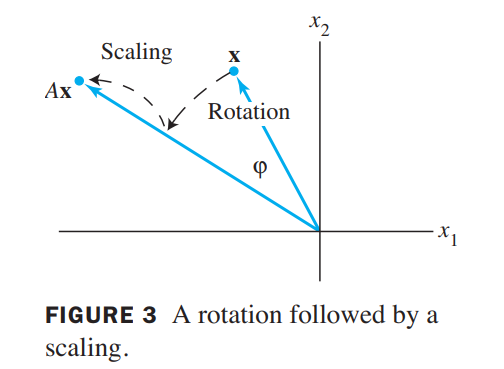 x₂
Scaling
x
Ax
Rotation
φ
x₁
FIGURE 3 A rotation followed by a
scaling.